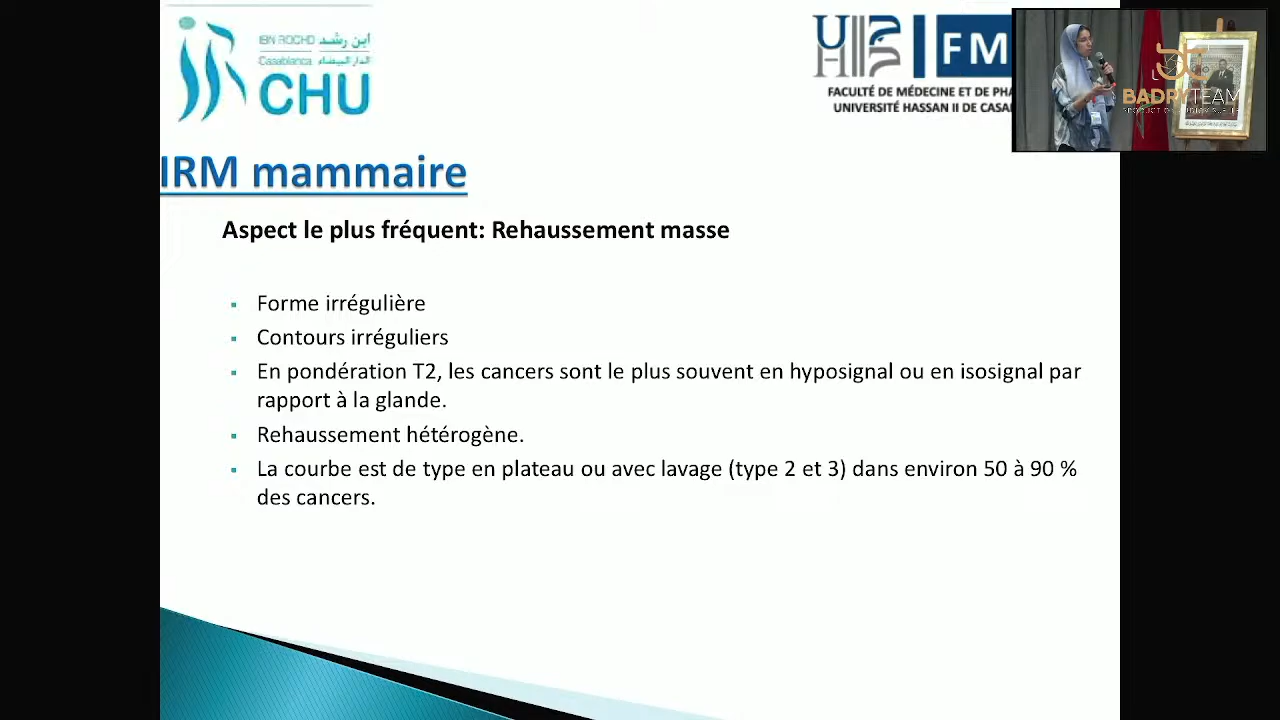 IBN ROCHD ابن رشد
Casablanca الدار البيضاء
CHU
FM
FACULTÉ DE MÉDECINE ET DE
UNIVERSITÉ HASSAN II DE
BADRYTEAM
IRM mammaire
Aspect le plus fréquent: Rehaussement masse
Forme irrégulière
Contours irréguliers
En pondération T2, les cancers sont le plus souvent en hyposignal ou en isosignal par
rapport à la glande.
Rehaussement hétérogène.
La courbe est de type en plateau ou avec lavage (type 2 et 3) dans environ 50 à 90 %
des cancers.